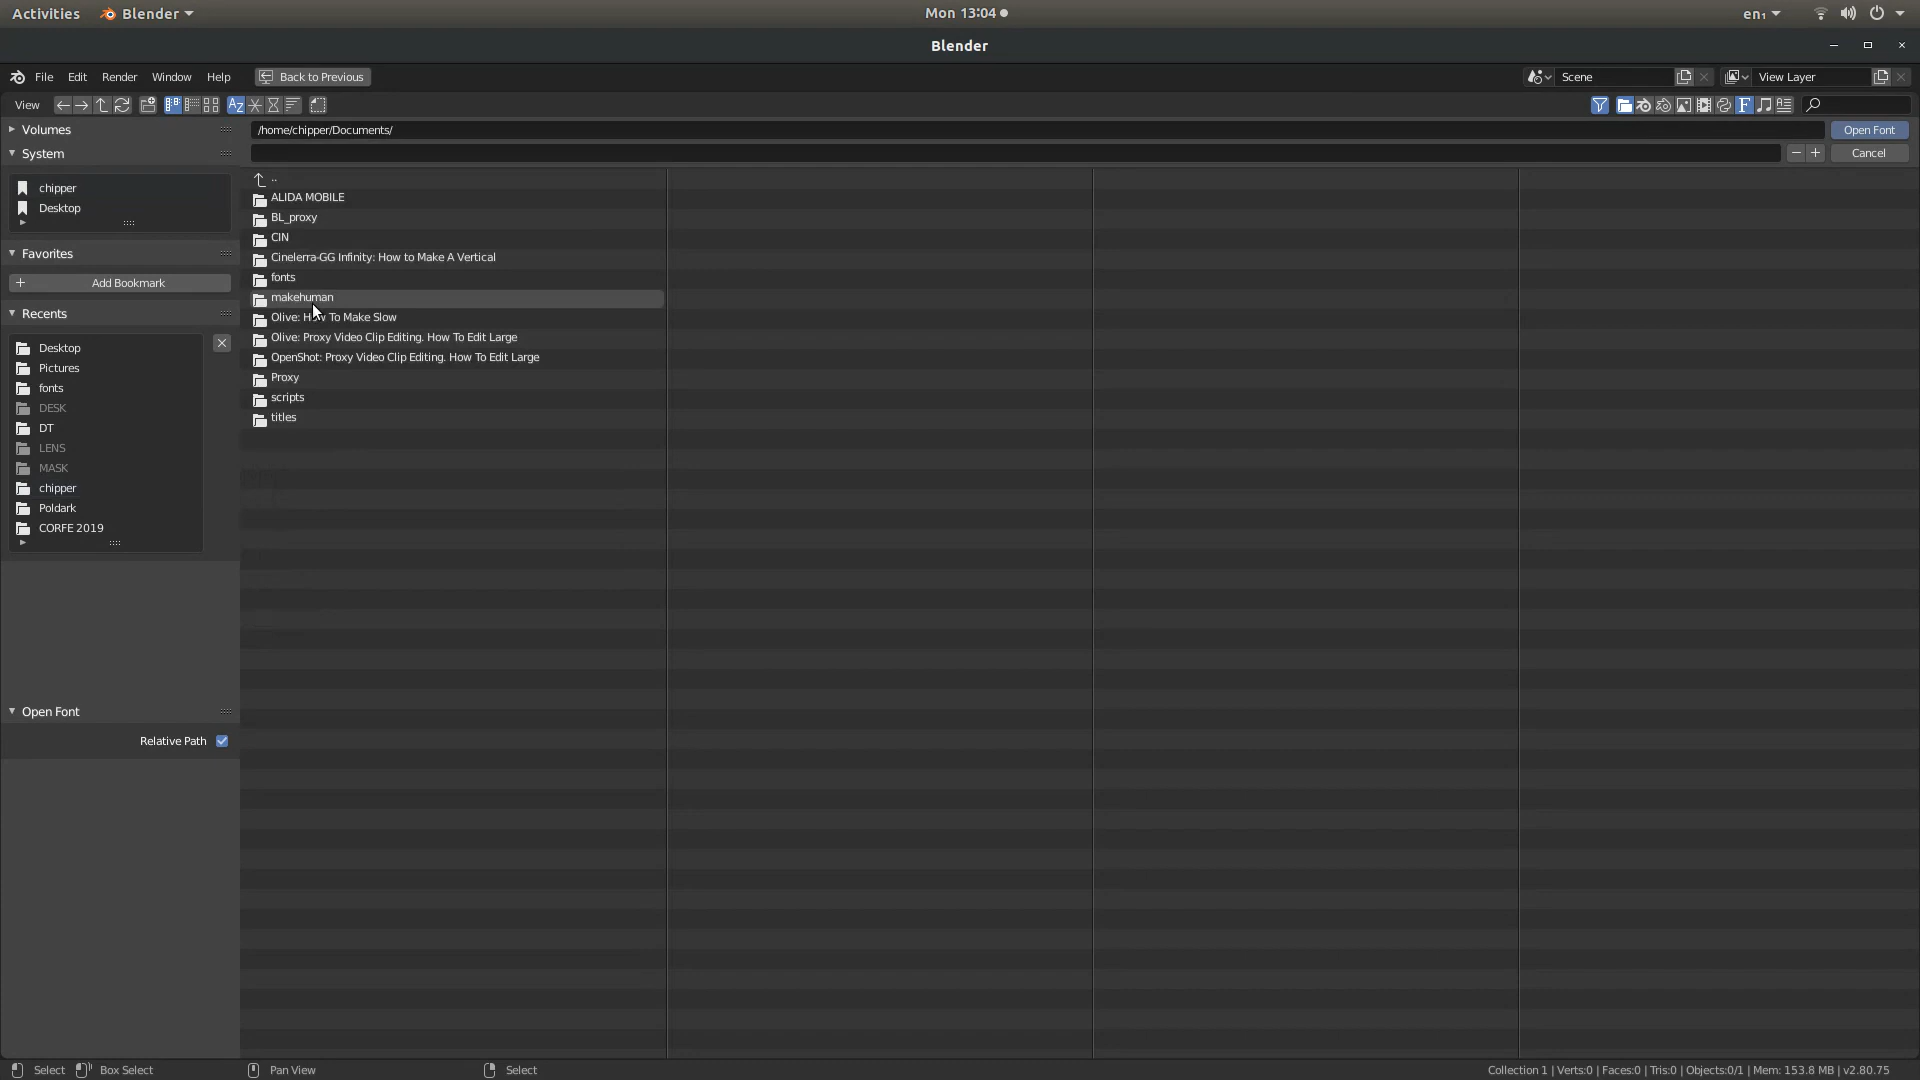 Activities Blender Mon 13:04 en₁
Blender
File Edit Render Window Help Back to Previous Scene View Layer
View
Volumes /home/chipper/Documents/ Open Font
System Cancel
..
chipper
Desktop
ALIDA MOBILE
BL_proxy
CIN
Favorites
Cinelerra-GG Infinity: How to Make A Vertical
Add Bookmark
fonts
makehuman
Recents
Olive: How To Make Slow
Olive: Proxy Video Clip Editing. How To Edit Large
OpenShot: Proxy Video Clip Editing. How To Edit Large
Proxy
scripts
titles
Desktop
Pictures
fonts
DESK
DT
LENS
MASK
chipper
Poldark
CORFE 2019
Open Font
Relative Path
Select Box Select Pan View Select Collection 1 | Verts:0 | Faces:0 | Tris:0 | Objects:0/1 | Mem: 153.8 MB | v2.80.75